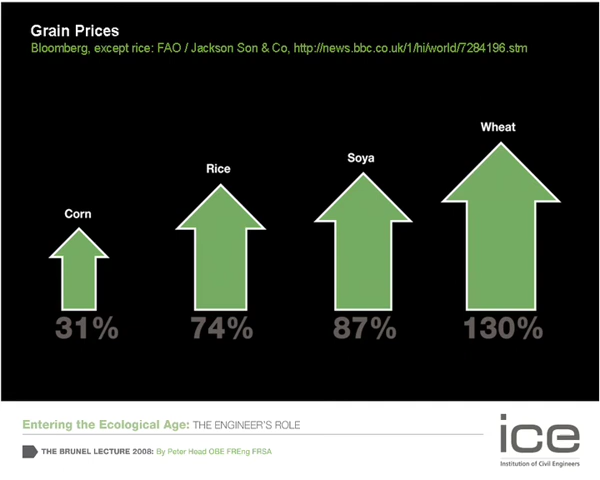 Grain Prices
Bloomberg, except rice: FAO / Jackson Son & Co, http://news.bbc.co.uk/1/hi/world/7284196.stm
Wheat
Soya
Rice
Corn
31% 74% 87% 130%
Entering the Ecological Age: THE ENGINEER'S ROLE
THE BRUNEL LECTURE 2008: By Peter Head OBE FREng FRSA
ice
Institution of Civil Engineers